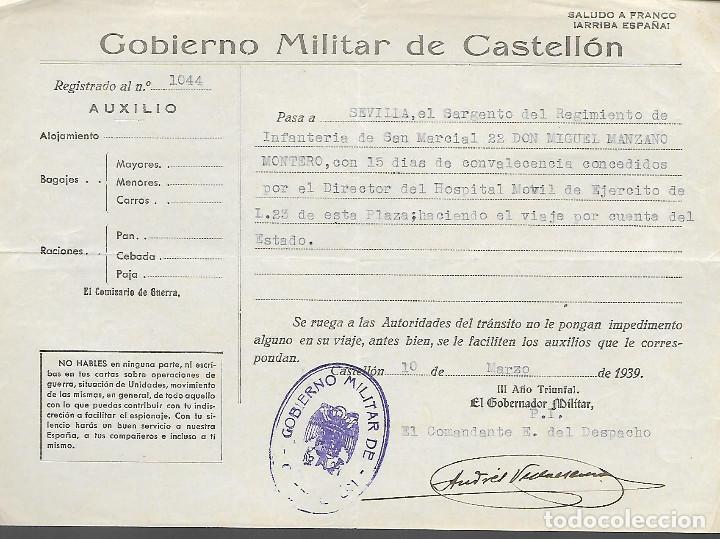 SALUDO A FRANCO
¡ARRIBA ESPAÑA!
Gobierno Militar de Castellón
Registrado al n.º 1044
AUXILIO
Alojamiento
Bagajes
Mayores.
Menores.
Carros
Raciones.
Pan.
Cebada
Paja
El Comisario de Guerra,
NO HABLES en ninguna parte, ni escribas
en tus cartas sobre operaciones de
guerra, situación de Unidades, movimiento
de las mismas, en general, de todo aquello
con lo que puedas contribuir con tu indis-
creción a facilitar el espionaje. Con tu si-
lencio harás un buen servicio a nuestra
España, a tus compañeros e incluso a ti
mismo.
Pasa a SEVILLA, el Sargento del Regimiento de
Infanteria de San Marcial 22 DON MIGUEL MANZANO
MONTERO, con 15 dias de convalecencia concedidos
por el Director del Hospital Movil de Ejercito de
L.23 de esta Plaza; haciendo el viaje por cuenta del
Estado.
Se ruega a las Autoridades del tránsito no le pongan impedimento
alguno en su viaje, antes bien, se le faciliten los auxilios que le corres-
pondan.
Castellón 10 de Marzo de 1939.
III Año Triunfal.
El Gobernador Militar,
P.I.
El Comandante E. del Despacho
GOBIERNO MILITAR DE
Andrés
todocoleccion